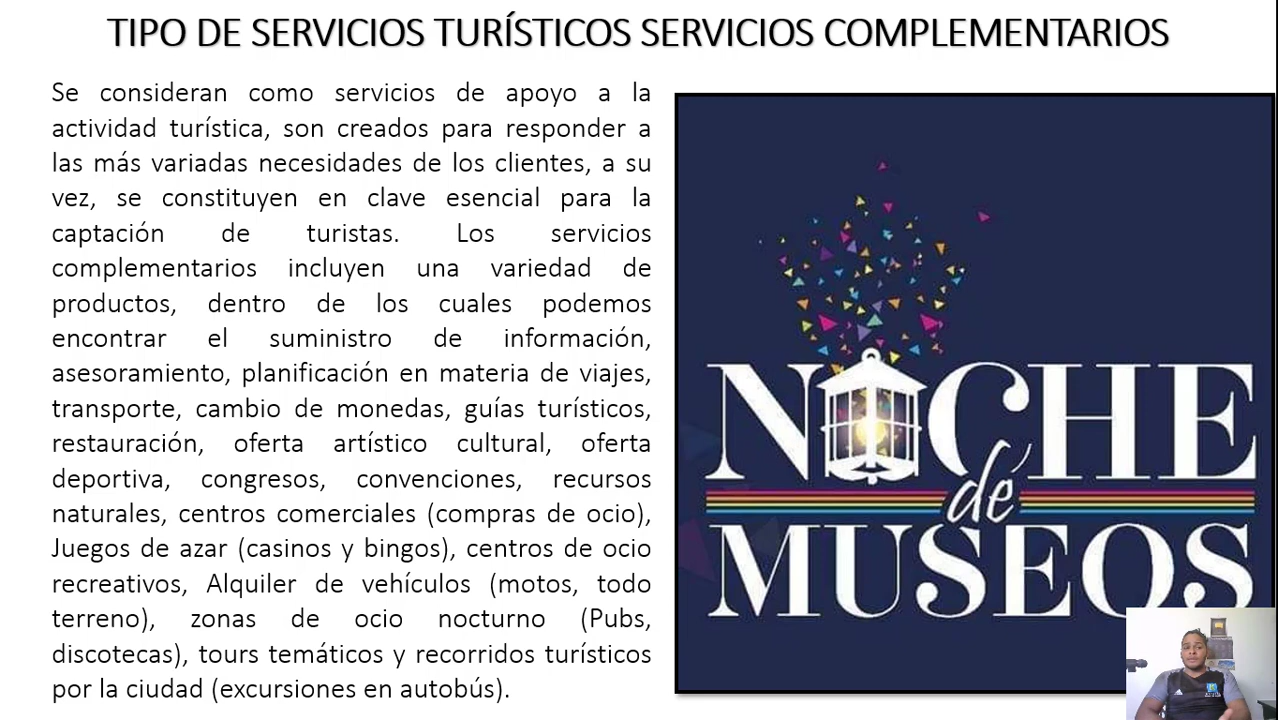 TIPO DE SERVICIOS TURÍSTICOS SERVICIOS COMPLEMENTARIOS
Se consideran como servicios de apoyo a la
actividad turística, son creados para responder a
las más variadas necesidades de los clientes, a su
vez, se constituyen en clave esencial para la
captación de turistas. Los servicios
complementarios incluyen una variedad de
productos, dentro de los cuales podemos
encontrar el suministro de información,
asesoramiento, planificación en materia de viajes,
transporte, cambio de monedas, guías turísticos,
restauración, oferta artístico cultural, oferta
deportiva, congresos, convenciones, recursos
naturales, centros comerciales (compras de ocio),
Juegos de azar (casinos y bingos), centros de ocio
recreativos, Alquiler de vehículos (motos, todo
terreno), zonas de ocio nocturno (Pubs,
discotecas), tours temáticos y recorridos turísticos
por la ciudad (excursiones en autobús).
NOCHE
de
MUSEOS